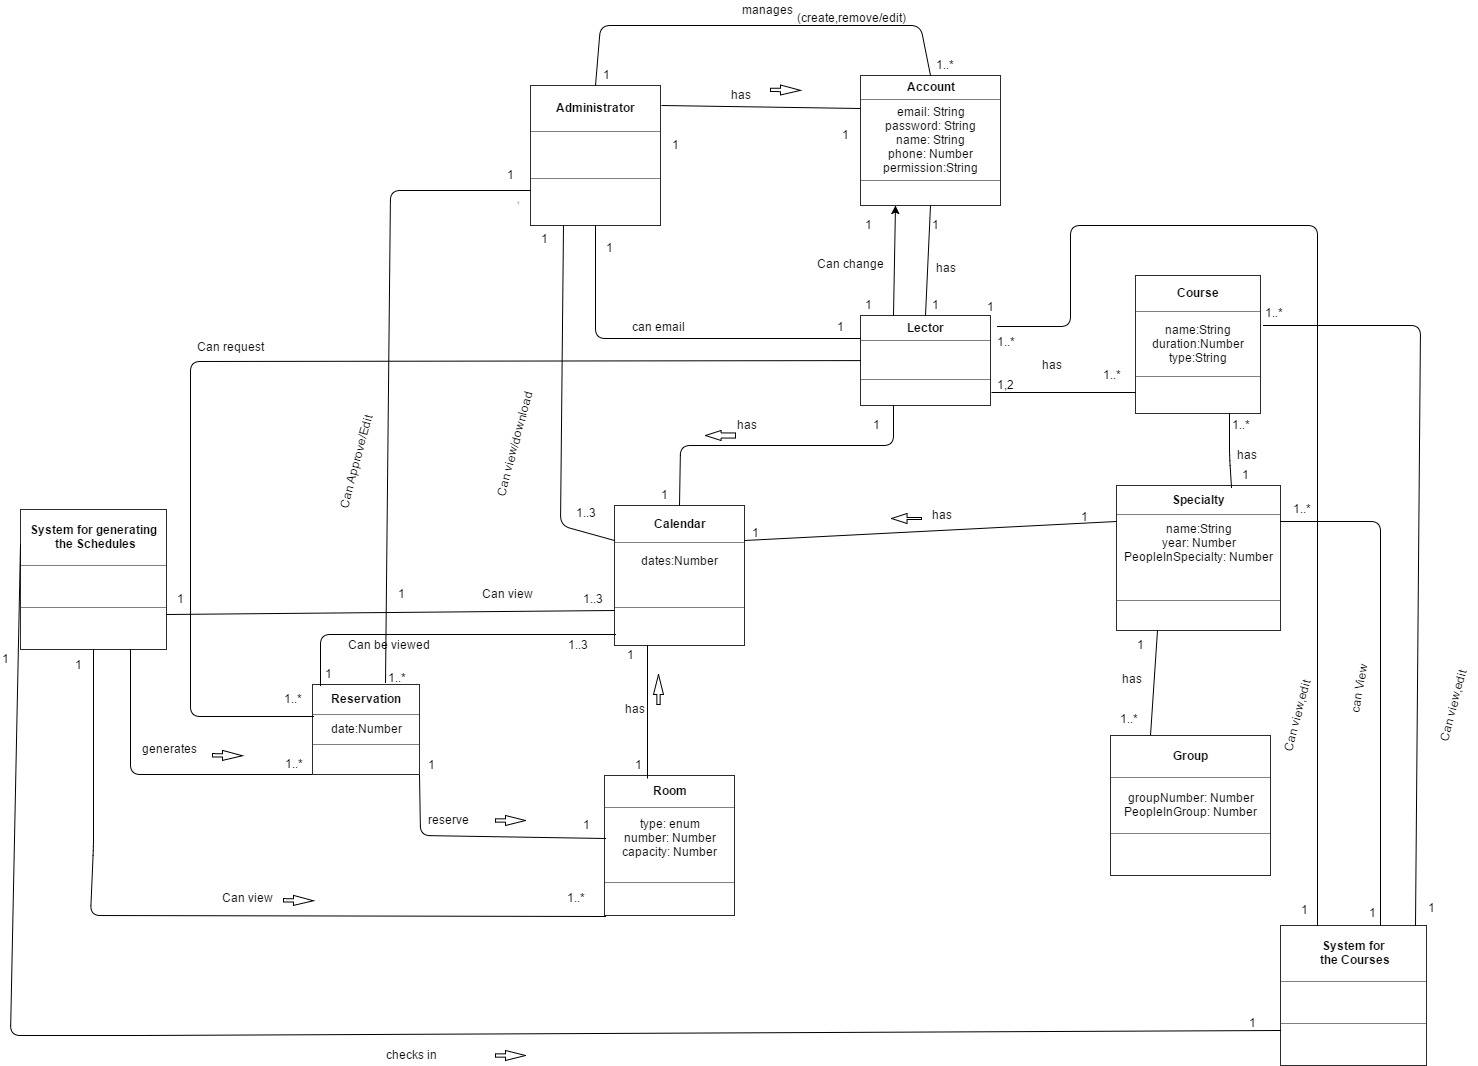 manages
(create,remove/edit)
1
1..*
Administrator
has
1
1
Account
email: String
password: String
name: String
phone: Number
permission:String
1
1
1
1
1
Can change
has
1
1
1
can email
1
Lector
1..*
1,2
has
1..*
Course
name:String
duration:Number
type:String
1..*
Can request
Can Approve/Edit
Can view/download
has
1
1..*
has
1
1
1..3
Calendar
dates:Number
1
has
1
Specialty
name:String
year: Number
PeopleInSpecialty: Number
1..*
System for generating
the Schedules
1
1
Can view
1..3
Can be viewed
1..3
1
1
1
1
1..*
1..*
Reservation
date:Number
generates
1..*
1
has
1
reserve
1
Room
type: enum
number: Number
capacity: Number
Can view
1..*
1
has
1..*
Group
groupNumber: Number
PeopleInGroup: Number
Can view,edit
can View
Can view,edit
1
1
1
System for
the Courses
1
checks in